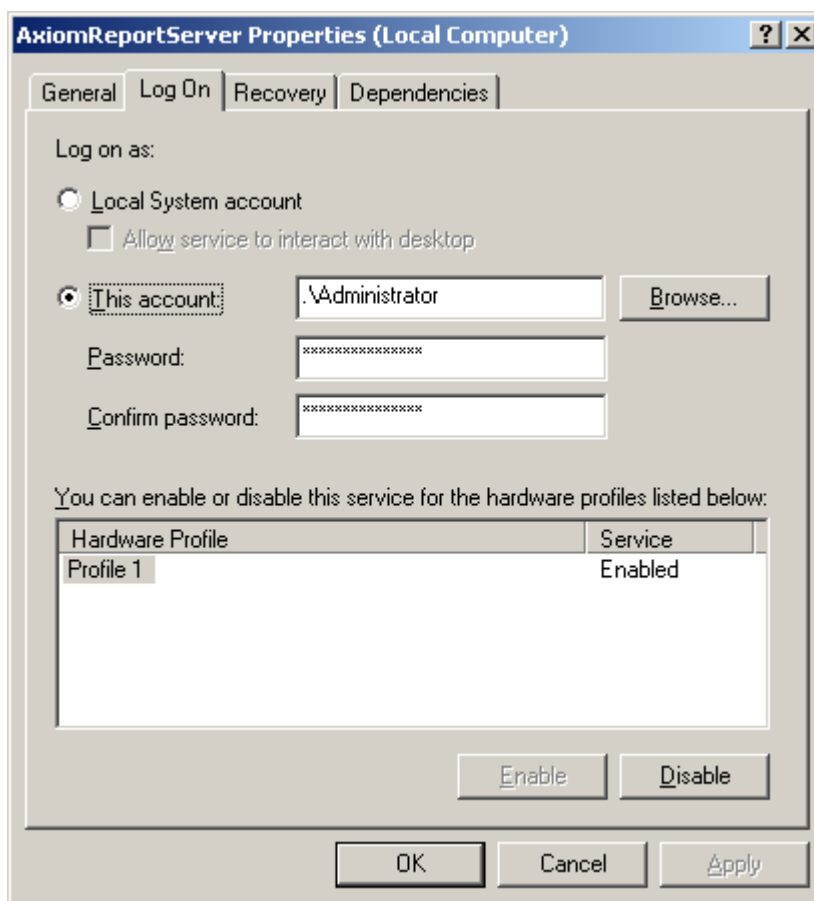 AxiomReportServer Properties (Local Computer)
General Log On Recovery Dependencies
Log on as:
Local System account
Allow service to interact with desktop
This account: .\Administrator Browse...
Password: ***************
Confirm password: ***************
You can enable or disable this service for the hardware profiles listed below:
Hardware Profile Service
Profile 1 Enabled
Enable Disable
OK Cancel Apply